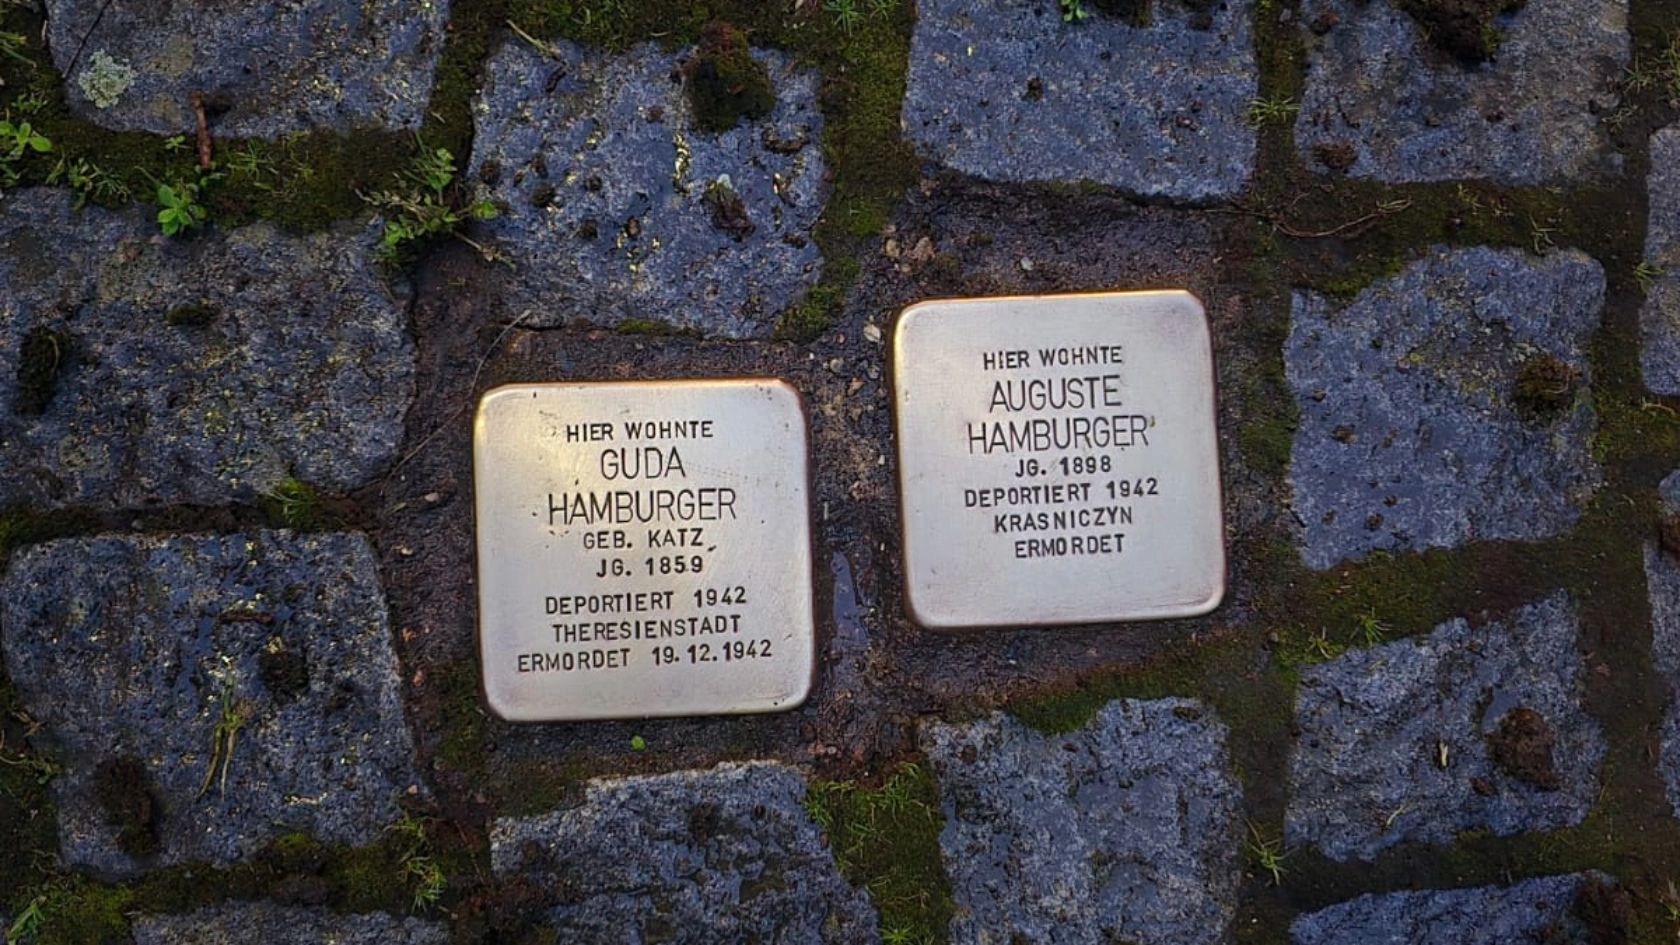 HIER WOHNTE
GUDA
HAMBURGER
GEB. KATZ
JG. 1859
DEPORTIERT 1942
THERESIENSTADT
ERMORDET 19.12.1942
HIER WOHNTE
AUGUSTE
HAMBURGER
JG. 1898
DEPORTIERT 1942
KRASNICZYN
ERMORDET